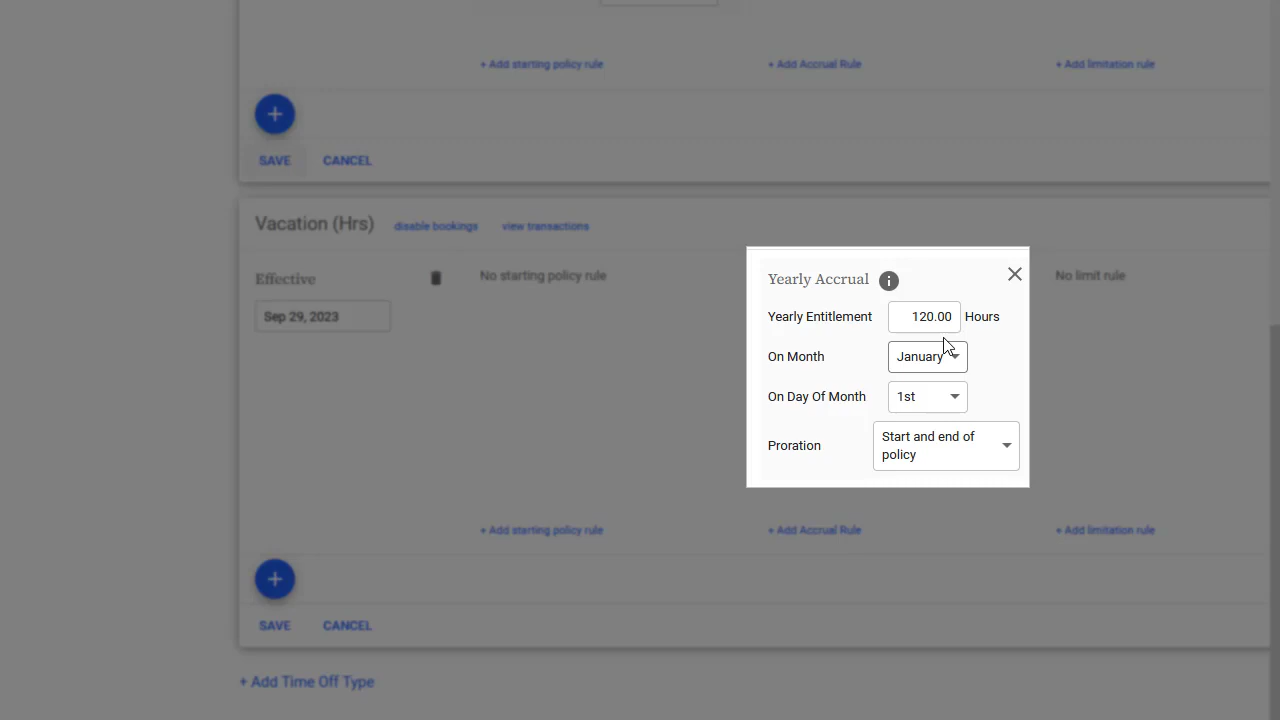 + Add starting policy rule + Add Accrual Rule + Add limitation rule
+
SAVE CANCEL
Vacation (Hrs) disable bookings view transactions
Effective No starting policy rule Yearly Accrual i No limit rule
Sep 29, 2023 Yearly Entitlement 120.00 Hours
On Month January
On Day Of Month 1st
Proration Start and end of
policy
+ Add starting policy rule + Add Accrual Rule + Add limitation rule
+
SAVE CANCEL
+ Add Time Off Type